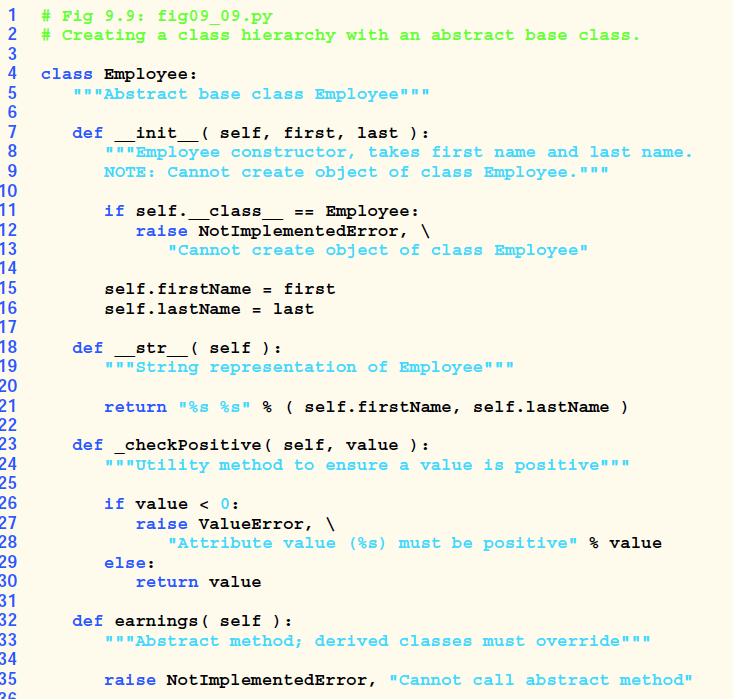 1 # Fig 9.9: fig09_09.py
2 # Creating a class hierarchy with an abstract base class.
3
4 class Employee:
5    """Abstract base class Employee"""
6
7    def __init__( self, first, last ):
8       """Employee constructor, takes first name and last name.
9       NOTE: Cannot create object of class Employee."""
10
11       if self.__class__ == Employee:
12          raise NotImplementedError, \
13             "Cannot create object of class Employee"
14
15       self.firstName = first
16       self.lastName = last
17
18    def __str__( self ):
19       """String representation of Employee"""
20
21       return "%s %s" % ( self.firstName, self.lastName )
22
23    def _checkPositive( self, value ):
24       """Utility method to ensure a value is positive"""
25
26       if value < 0:
27          raise ValueError, \
28             "Attribute value (%s) must be positive" % value
29       else:
30          return value
31
32    def earnings( self ):
33       """Abstract method; derived classes must override"""
34
35       raise NotImplementedError, "Cannot call abstract method"
36